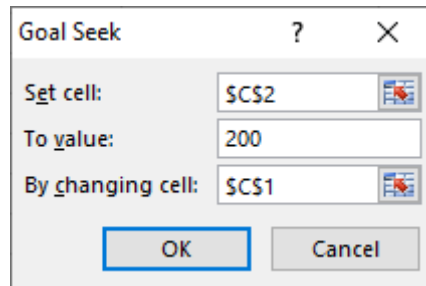 Goal Seek ? ×
Set cell: $C$2
To value: 200
By changing cell: $C$1
OK Cancel